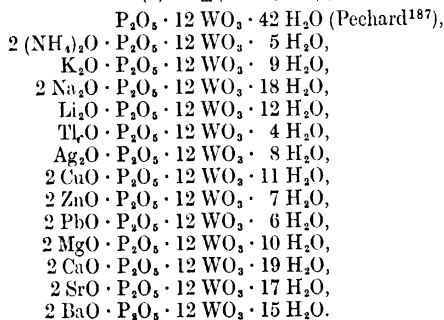 P₂O₅ · 12 WO₃ · 42 H₂O (Pechard¹⁸⁷),
2 (NH₄)₂O · P₂O₅ · 12 WO₃ · 5 H₂O,
K₂O · P₂O₅ · 12 WO₃ · 9 H₂O,
2 Na₂O · P₂O₅ · 12 WO₃ · 18 H₂O,
Li₂O · P₂O₅ · 12 WO₃ · 12 H₂O,
Tl₂O · P₂O₅ · 12 WO₃ · 4 H₂O,
Ag₂O · P₂O₅ · 12 WO₃ · 8 H₂O,
2 CuO · P₂O₅ · 12 WO₃ · 11 H₂O,
2 ZnO · P₂O₅ · 12 WO₃ · 7 H₂O,
2 PbO · P₂O₅ · 12 WO₃ · 6 H₂O,
2 MgO · P₂O₅ · 12 WO₃ · 10 H₂O,
2 CaO · P₂O₅ · 12 WO₃ · 19 H₂O,
2 SrO · P₂O₅ · 12 WO₃ · 17 H₂O,
2 BaO · P₂O₅ · 12 WO₃ · 15 H₂O.